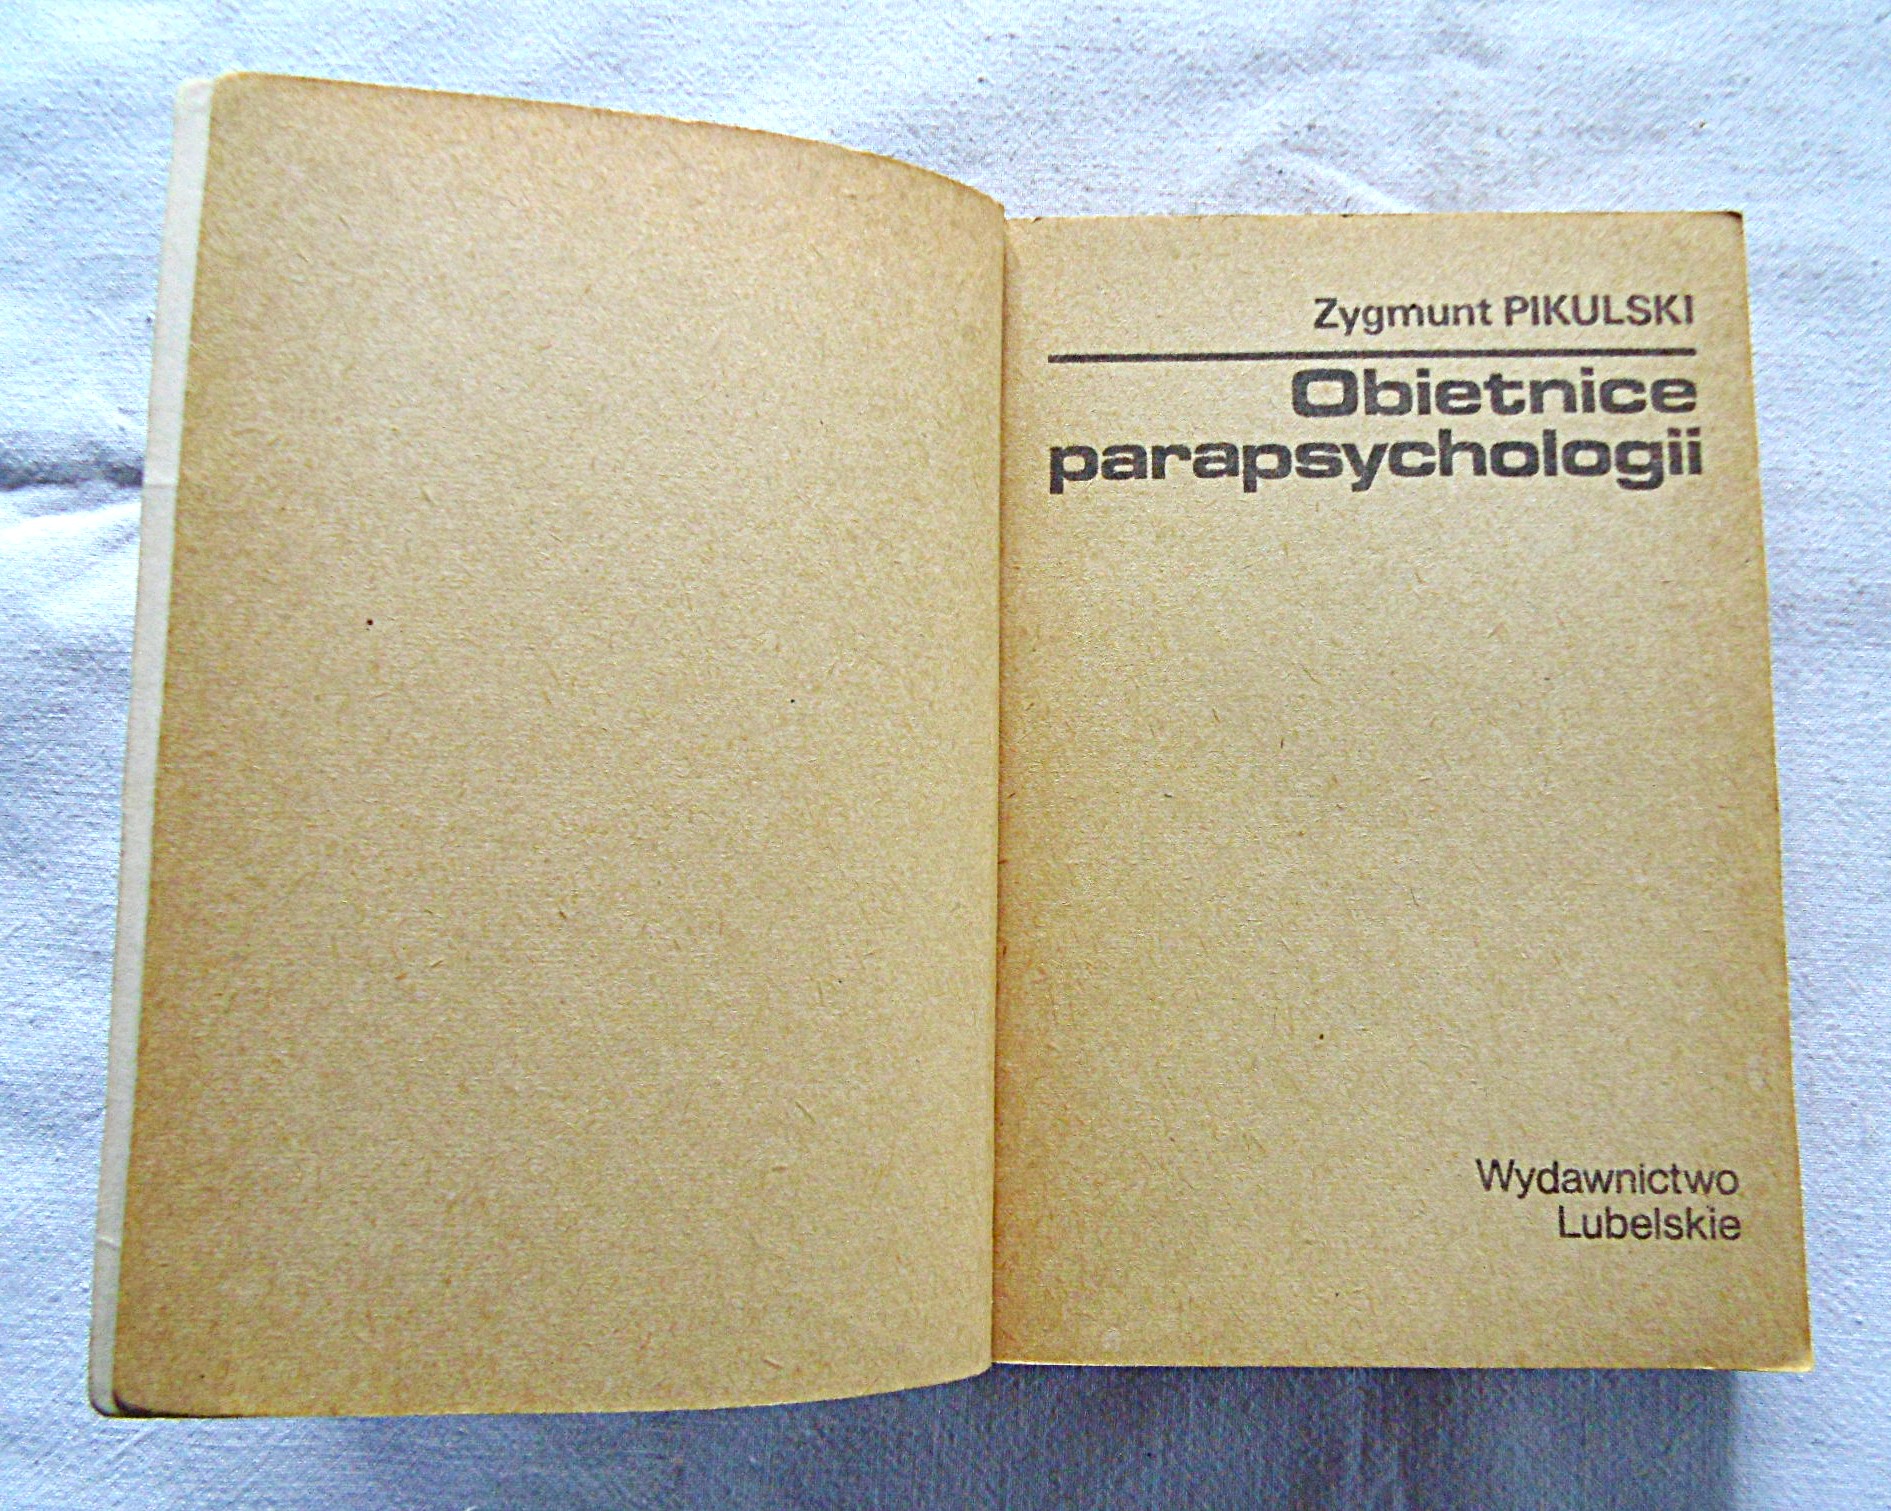 Zygmunt PIKULSKI
Obietnice
parapsychologii
Wydawnictwo
Lubelskie